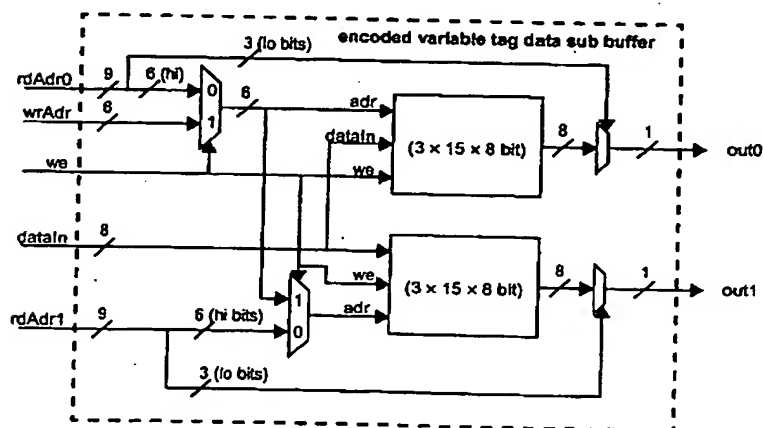 encoded variable tag data sub buffer
3 (lo bits)
rdAdr0
9
6 (hi)
0
6
adr
wrAdr
6
1
(3 × 15 × 8 bit)
8
1
out0
dataIn
we
we
dataIn
8
we
(3 × 15 × 8 bit)
8
1
out1
1
adr
rdAdr1
9
6 (hi bits)
0
3 (lo bits)